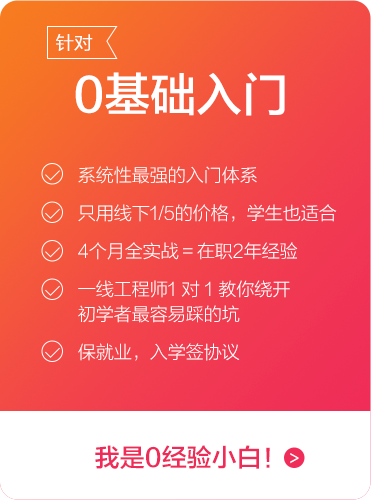 针对
0基础入门
系统性最强的入门体系
只用线下1/5的价格，学生也适合
4个月全实战＝在职2年经验
一线工程师1 对 1 教你绕开
初学者最容易踩的坑
保就业，入学签协议
我是0经验小白！